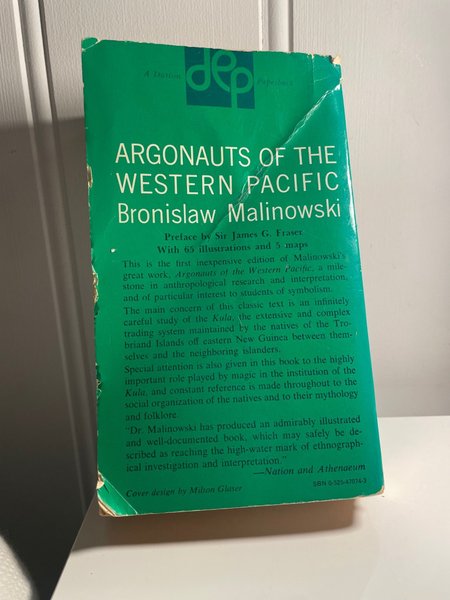 A Dutton dep Paperback
ARGONAUTS OF THE
WESTERN PACIFIC
Bronislaw Malinowski
Preface by Sir James G. Fraser
With 65 illustrations and 5 maps
This is the first inexpensive edition of Malinowski's
great work, Argonauts of the Western Pacific, a mile-
stone in anthropological research and interpretation,
and of particular interest to students of symbolism.
The main concern of this classic text is an infinitely
careful study of the Kula, the extensive and complex
trading system maintained by the natives of the Tro-
briand Islands off eastern New Guinea between them-
selves and the neighboring islanders.
Special attention is also given in this book to the highly
important role played by magic in the institution of the
Kula, and constant reference is made throughout to the
social organization of the natives and to their mythology
and folklore.
"Dr. Malinowski has produced an admirably illustrated
and well-documented book, which may safely be de-
scribed as reaching the high-water mark of ethnograph-
ical investigation and interpretation."
—Nation and Athenaeum
Cover design by Milton Glaser
SBN 0-525-47074-3